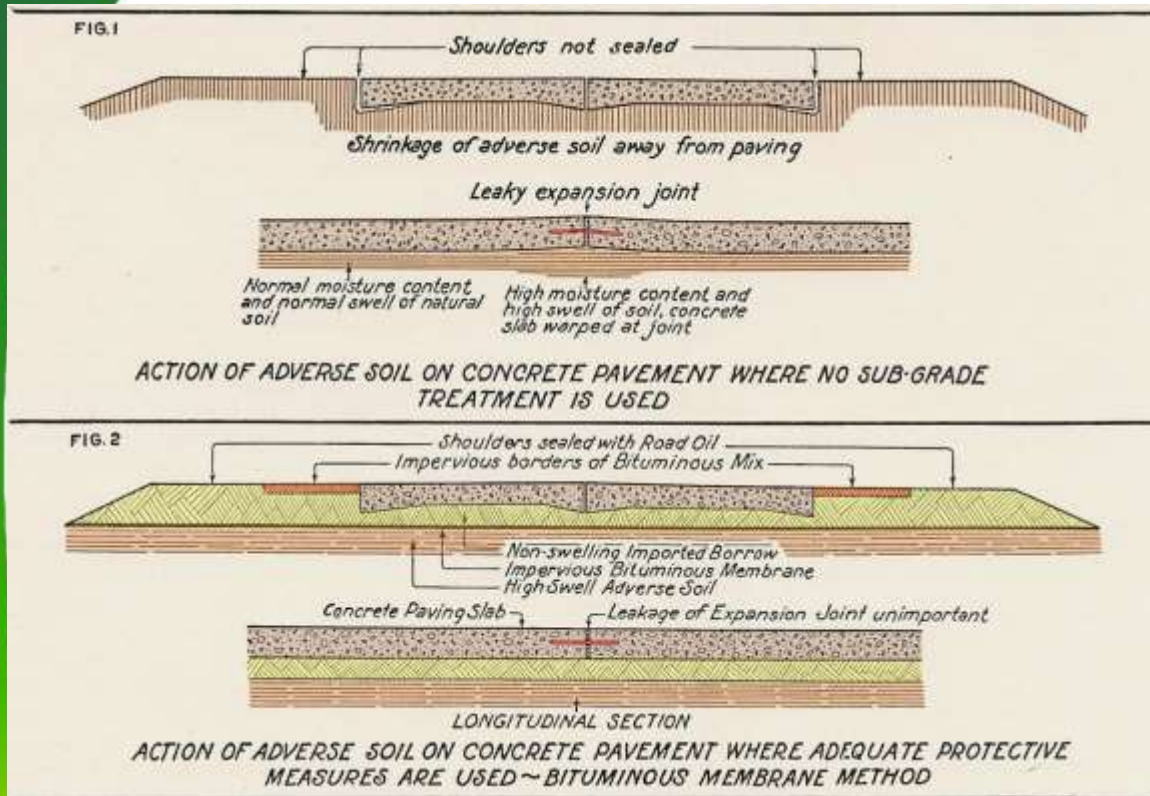 FIG.1
Shoulders not sealed
Shrinkage of adverse soil away from paving
Leaky expansion joint
Normal moisture content
and normal swell of natural
soil
High moisture content and
high swell of soil, concrete
slab warped at joint
ACTION OF ADVERSE SOIL ON CONCRETE PAVEMENT WHERE NO SUB-GRADE
TREATMENT IS USED
FIG.2
Shoulders sealed with Road Oil
Impervious borders of Bituminous Mix
Non-swelling Imported Borrow
Impervious Bituminous Membrane
High Swell Adverse Soil
Concrete Paving Slab
Leakage of Expansion Joint unimportant
LONGITUDINAL SECTION
ACTION OF ADVERSE SOIL ON CONCRETE PAVEMENT WHERE ADEQUATE PROTECTIVE
MEASURES ARE USED ~ BITUMINOUS MEMBRANE METHOD